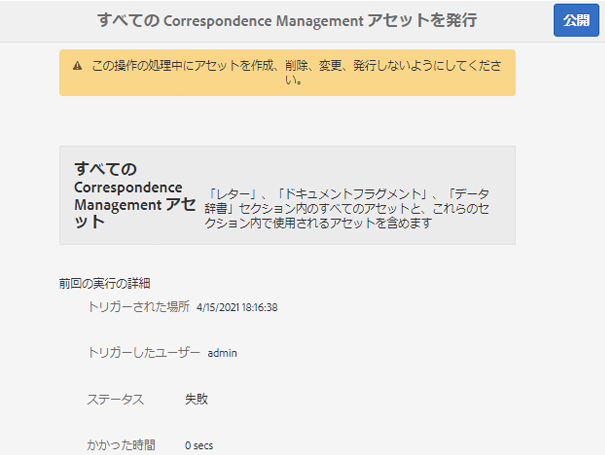 すべての Correspondence Management アセットを発行
公開
この操作の処理中にアセットを作成、削除、変更、発行しないようにしてくださ
い。
すべての
Correspondence
Management アセ
ット
「レター」、「ドキュメントフラグメント」、「データ
辞書」セクション内のすべてのアセットと、これらのセ
クション内で使用されるアセットを含めます
前回の実行の詳細
トリガーされた場所 4/15/2021 18:16:38
トリガーしたユーザー admin
ステータス 失敗
かかった時間 0 secs